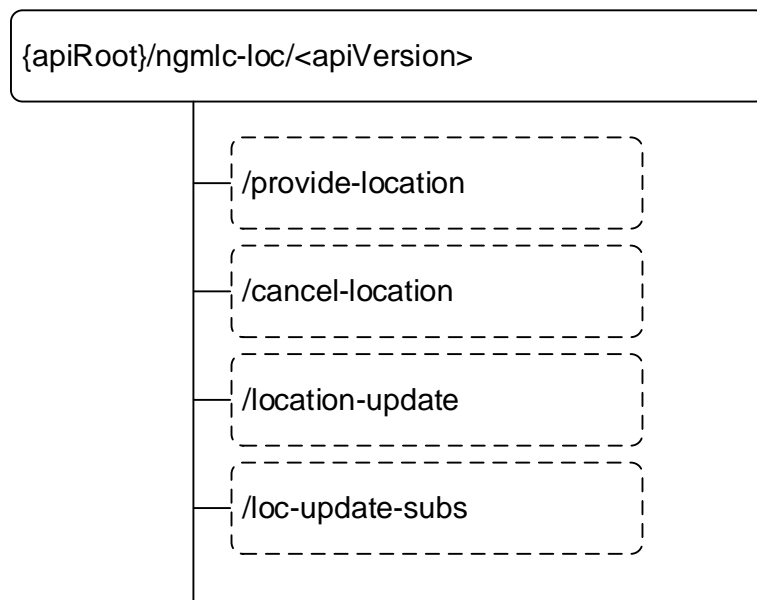 {apiRoot}/ngmlc-loc/<apiVersion>
/provide-location
/cancel-location
/location-update
/loc-update-subs